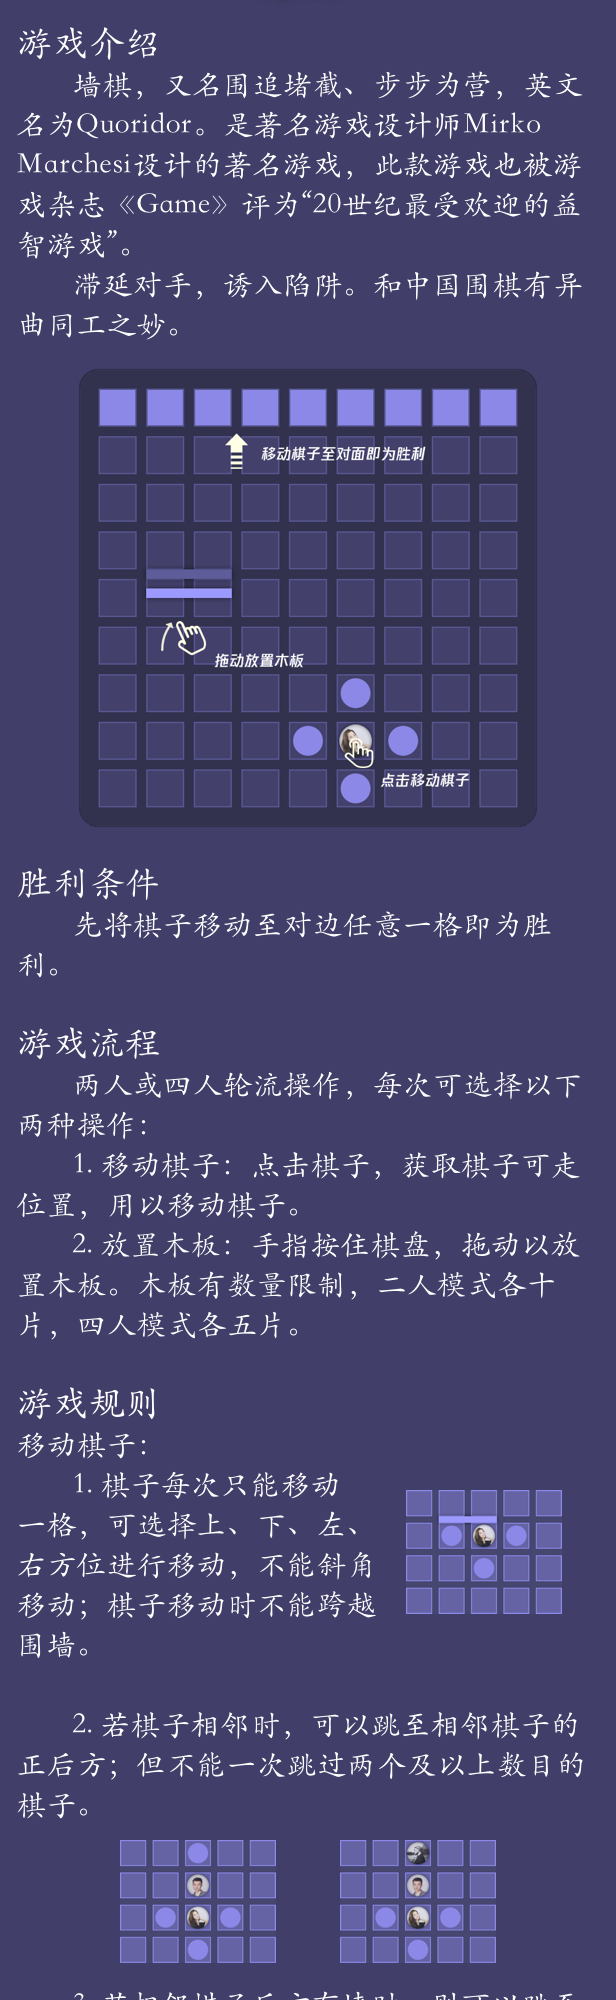 游戏介绍
墙棋，又名围追堵截、步步为营，英文
名为Quoridor。是著名游戏设计师Mirko
Marchesi设计的著名游戏，此款游戏也被游
戏杂志《Game》评为“20世纪最受欢迎的益
智游戏”。
滞延对手，诱入陷阱。和中国围棋有异
曲同工之妙。
移动棋子至对面即为胜利
拖动放置木板
点击移动棋子
胜利条件
先将棋子移动至对边任意一格即为胜
利。
游戏流程
两人或四人轮流操作，每次可选择以下
两种操作：
1. 移动棋子：点击棋子，获取棋子可走
位置，用以移动棋子。
2. 放置木板：手指按住棋盘，拖动以放
置木板。木板有数量限制，二人模式各十
片，四人模式各五片。
游戏规则
移动棋子：
1. 棋子每次只能移动
一格，可选择上、下、左、
右方位进行移动，不能斜角
移动；棋子移动时不能跨越
围墙。
2. 若棋子相邻时，可以跳至相邻棋子的
正后方；但不能一次跳过两个及以上数目的
棋子。